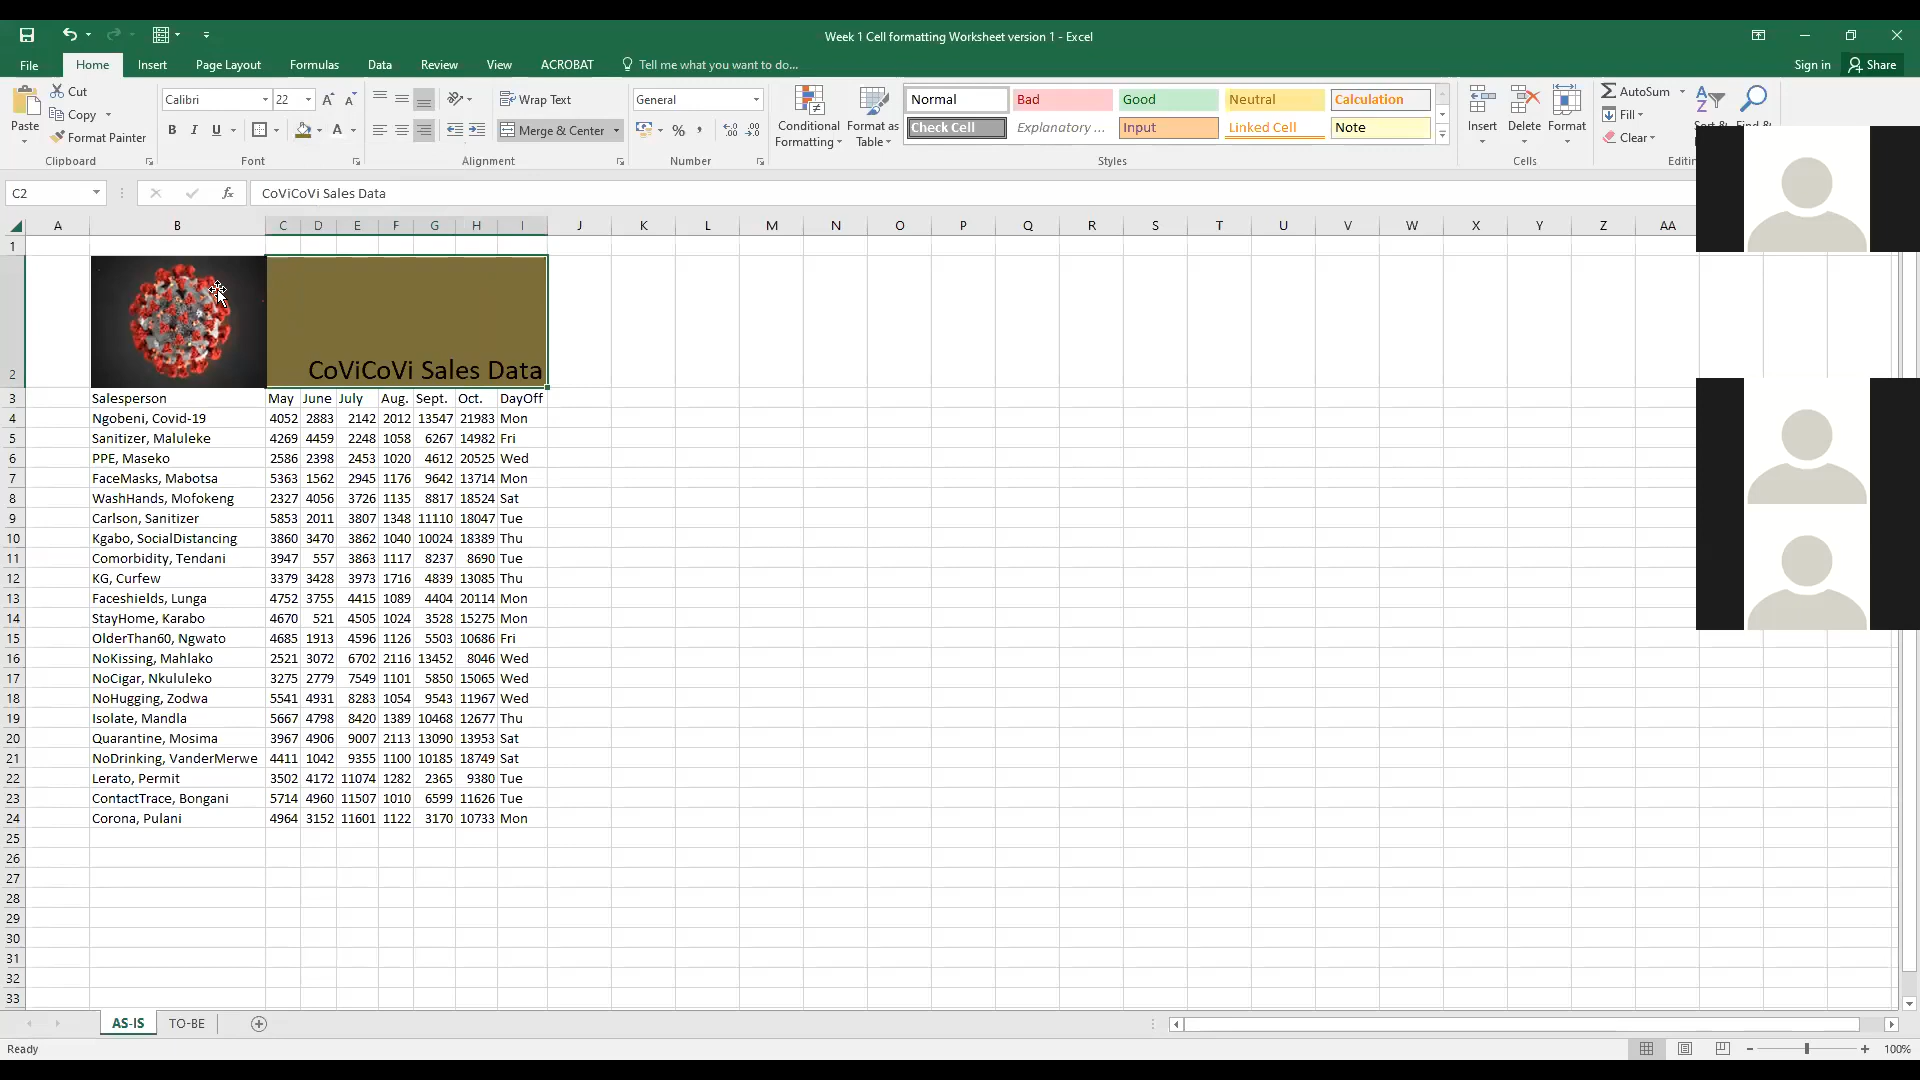 Week 1 Cell formatting Worksheet version 1 - Excel
File Home Insert Page Layout Formulas Data Review View ACROBAT Tell me what you want to do... Sign in Share
Paste Cut Copy Format Painter Clipboard
Calibri 22 A A B I U A Font
Wrap Text Merge & Center Alignment
General % , Number
Conditional Formatting Format as Table
Normal Bad Good Neutral Calculation
Check Cell Explanatory ... Input Linked Cell Note
Styles
Insert Delete Format Cells
AutoSum Fill Clear
C2 fx CoViCoVi Sales Data
A B C D E F G H I J K L M N O P Q R S T U V W X Y Z AA
1
2 CoViCoVi Sales Data
3 Salesperson May June July Aug. Sept. Oct. DayOff
4 Ngobeni, Covid-19 4052 2883 2142 2012 13547 21983 Mon
5 Sanitizer, Maluleke 4269 4459 2248 1058 6267 14982 Fri
6 PPE, Maseko 2586 2398 2453 1020 4612 20525 Wed
7 FaceMasks, Mabotsa 5363 1562 2945 1176 9642 13714 Mon
8 WashHands, Mofokeng 2327 4056 3726 1135 8817 18524 Sat
9 Carlson, Sanitizer 5853 2011 3807 1348 11110 18047 Tue
10 Kgabo, SocialDistancing 3860 3470 3862 1040 10024 18389 Thu
11 Comorbidity, Tendani 3947 557 3863 1117 8237 8690 Tue
12 KG, Curfew 3379 3428 3973 1716 4839 13085 Thu
13 Faceshields, Lunga 4752 3755 4415 1089 4404 20114 Mon
14 StayHome, Karabo 4670 521 4505 1024 3528 15275 Mon
15 OlderThan60, Ngwato 4685 1913 4596 1126 5503 10686 Fri
16 NoKissing, Mahlako 2521 3072 6702 2116 13452 8046 Wed
17 NoCigar, Nkululeko 3275 2779 7549 1101 5850 15065 Wed
18 NoHugging, Zodwa 5541 4931 8283 1054 9543 11967 Wed
19 Isolate, Mandla 5667 4798 8420 1389 10468 12677 Thu
20 Quarantine, Mosima 3967 4906 9007 2113 13090 13953 Sat
21 NoDrinking, VanderMerwe 4411 1042 9355 1100 10185 18749 Sat
22 Lerato, Permit 3502 4172 11074 1282 2365 9380 Tue
23 ContactTrace, Bongani 5714 4960 11507 1010 6599 11626 Tue
24 Corona, Pulani 4964 3152 11601 1122 3170 10733 Mon
25
26
27
28
29
30
31
32
33
AS-IS TO-BE
Ready 100%